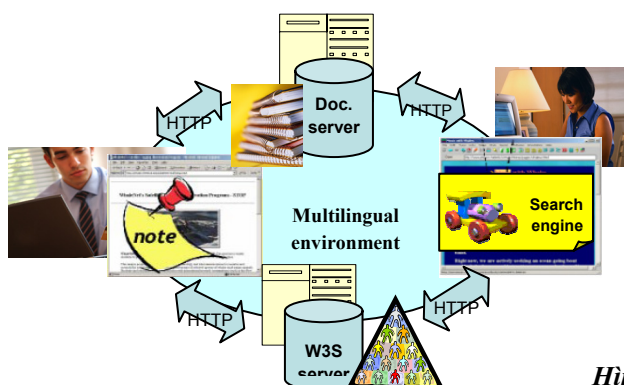 Doc.
server
HTTP
HTTP
note
Multilingual
environment
Search
engine
HTTP
HTTP
W3S
server